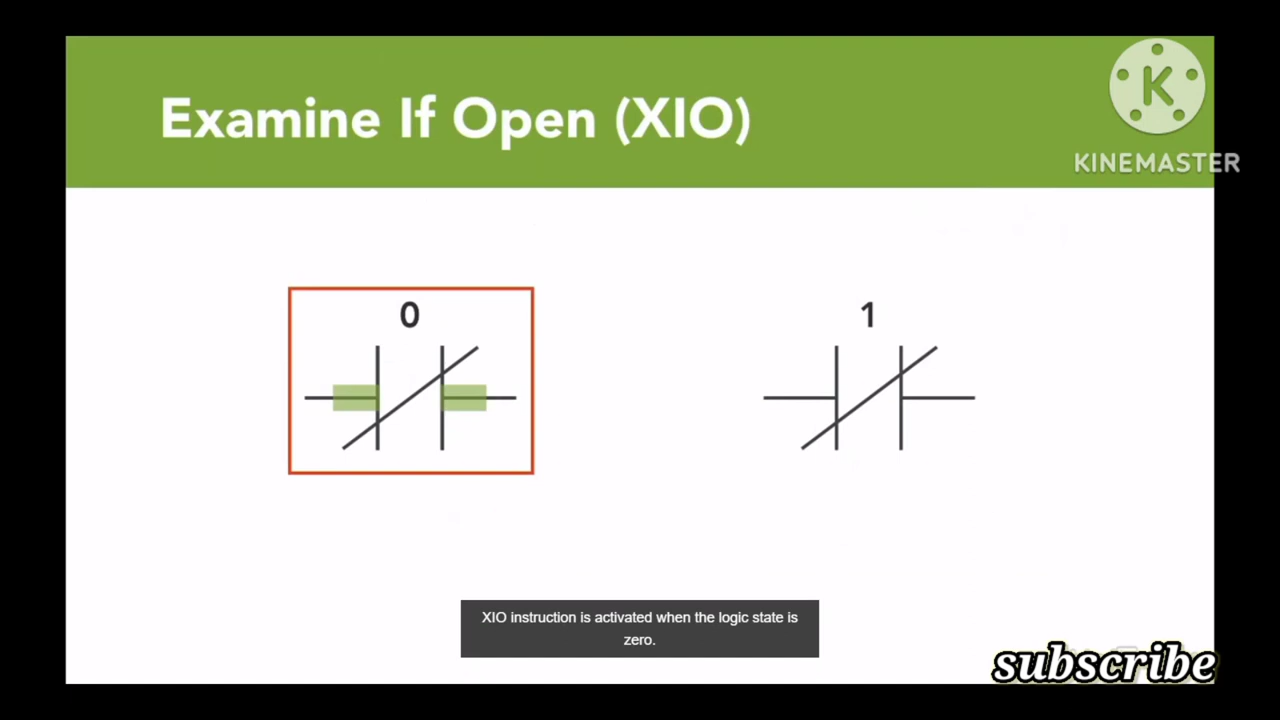 Examine If Open (XIO)
K
KINEMASTER
0
1
XIO instruction is activated when the logic state is
zero.
subscribe